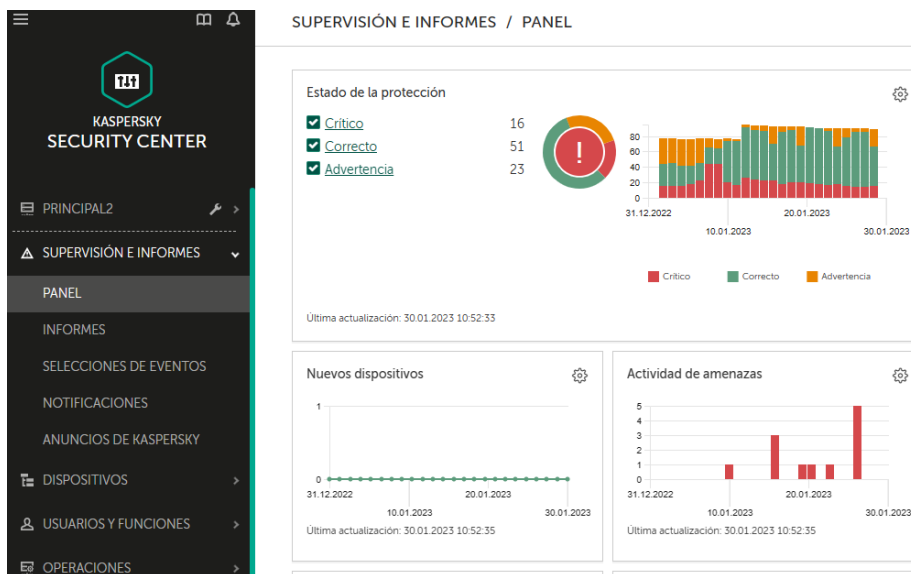 KASPERSKY
SECURITY CENTER
PRINCIPAL2
SUPERVISIÓN E INFORMES
PANEL
INFORMES
SELECCIONES DE EVENTOS
NOTIFICACIONES
ANUNCIOS DE KASPERSKY
DISPOSITIVOS
USUARIOS Y FUNCIONES
OPERACIONES
SUPERVISIÓN E INFORMES / PANEL
Estado de la protección
Crítico 16
Correcto 51
Advertencia 23
!
80
60
40
20
0
31.12.2022 20.01.2023
10.01.2023 30.01.2023
Crítico Correcto Advertencia
Última actualización: 30.01.2023 10:52:33
Nuevos dispositivos
1
0
31.12.2022 20.01.2023
10.01.2023 30.01.2023
Última actualización: 30.01.2023 10:52:35
Actividad de amenazas
5
4
3
2
1
0
31.12.2022 20.01.2023
10.01.2023 30.01.2023
Última actualización: 30.01.2023 10:52:35